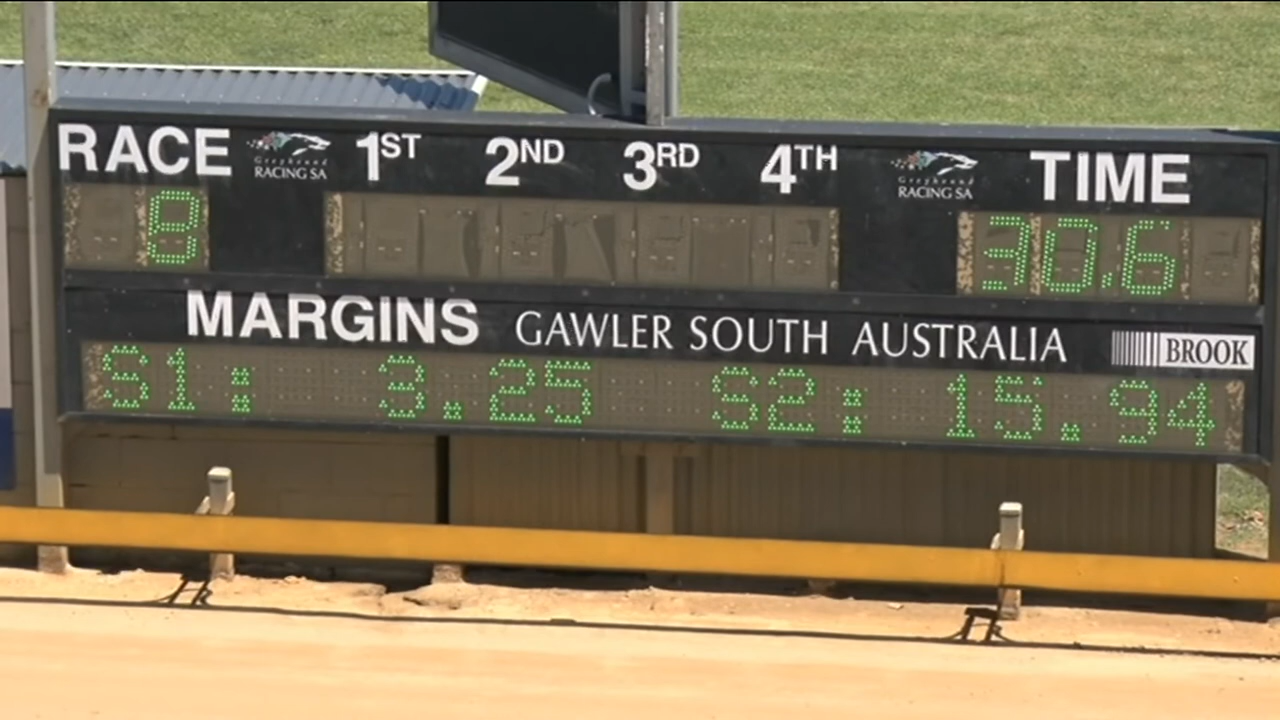 RACE Greyhound RACING SA 1ST 2ND 3RD 4TH Greyhound RACING SA TIME
8 30.6
MARGINS GAWLER SOUTH AUSTRALIA BROOK
S1: 3.25 S2: 15.94